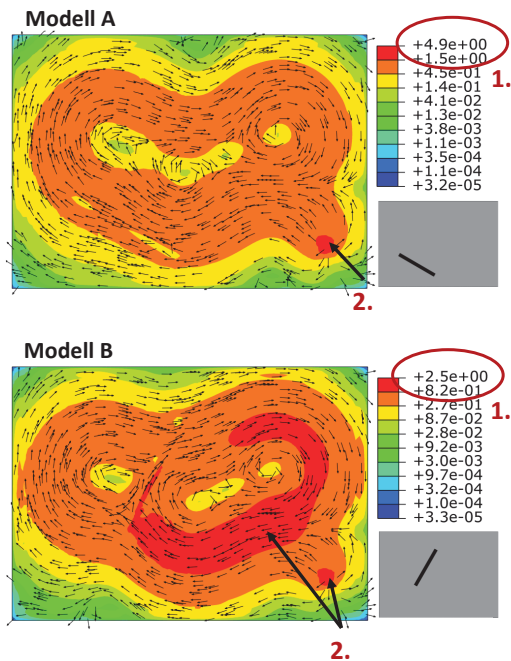 Modell A
+4.9e+00
+1.5e+00
1.
+4.5e-01
+1.4e-01
+4.1e-02
+1.3e-02
+3.8e-03
+1.1e-03
+3.5e-04
+1.1e-04
+3.2e-05
2.
Modell B
+2.5e+00
+8.2e-01
1.
+2.7e-01
+8.7e-02
+2.8e-02
+9.2e-03
+3.0e-03
+9.7e-04
+3.2e-04
+1.0e-04
+3.3e-05
2.